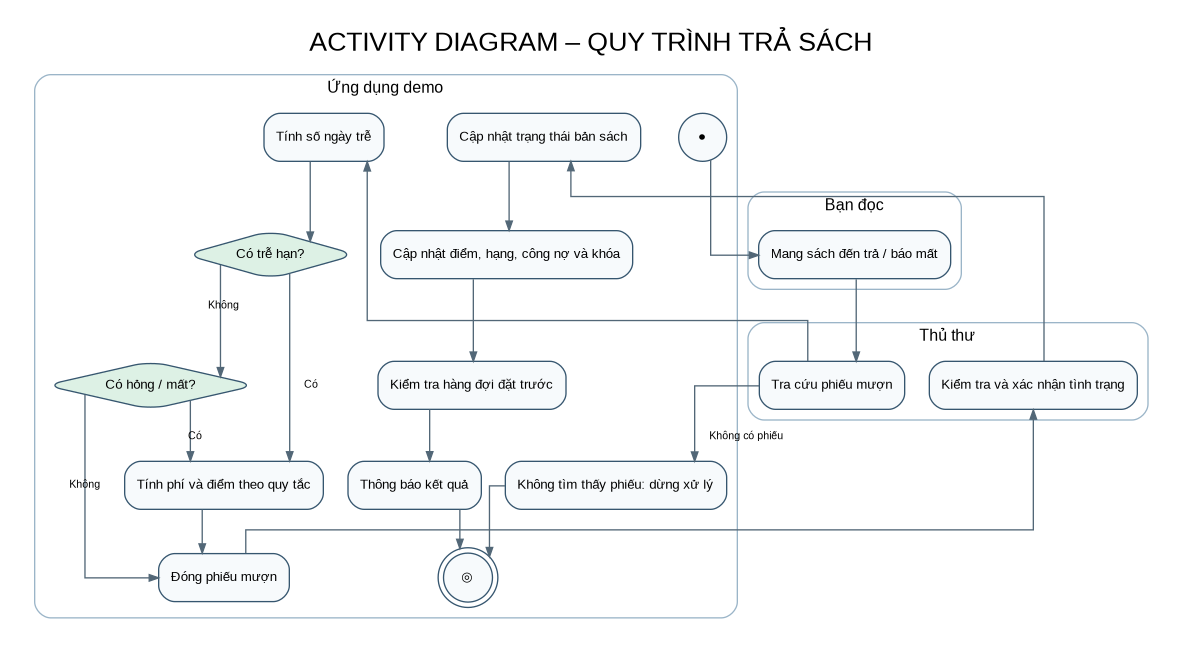 ACTIVITY DIAGRAM – QUY TRÌNH TRẢ SÁCH
Ứng dụng demo
Tính số ngày trễ
Cập nhật trạng thái bản sách
Bạn đọc
Có trễ hạn?
Cập nhật điểm, hạng, công nợ và khóa
Mang sách đến trả / báo mất
Không
Thủ thư
Có hỏng / mất?
Có
Kiểm tra hàng đợi đặt trước
Tra cứu phiếu mượn
Kiểm tra và xác nhận tình trạng
Có
Không có phiếu
Không
Tính phí và điểm theo quy tắc
Thông báo kết quả
Không tìm thấy phiếu: dừng xử lý
Đóng phiếu mượn